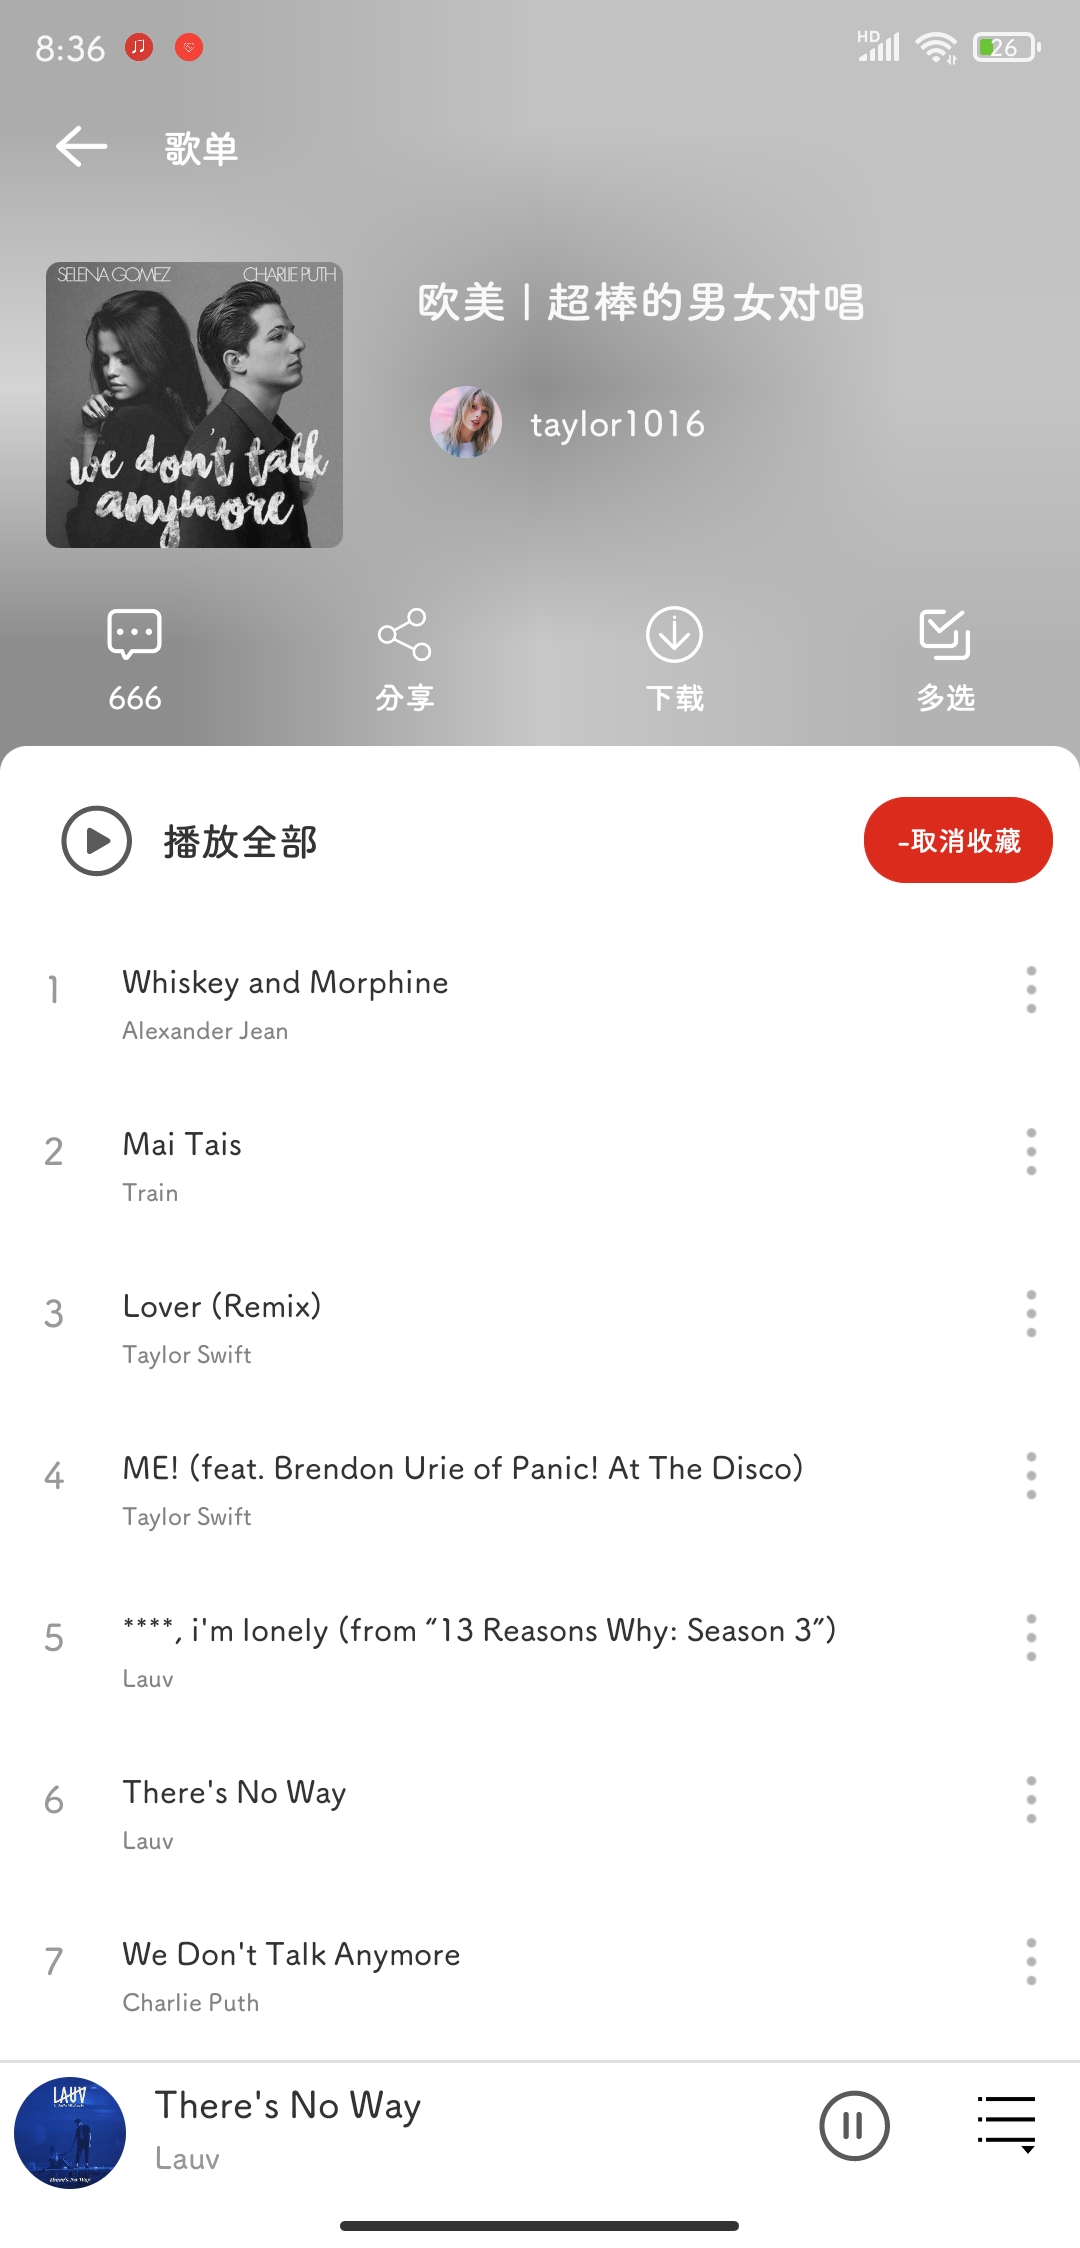 8:36
HD
26
歌单
SELENA GOMEZ CHARLIE PUTH
we don't talk
anymore
欧美 | 超棒的男女对唱
taylor1016
666 分享 下载 多选
播放全部 -取消收藏
1 Whiskey and Morphine
Alexander Jean
2 Mai Tais
Train
3 Lover (Remix)
Taylor Swift
4 ME! (feat. Brendon Urie of Panic! At The Disco)
Taylor Swift
5 ****, i'm lonely (from “13 Reasons Why: Season 3”)
Lauv
6 There's No Way
Lauv
7 We Don't Talk Anymore
Charlie Puth
LAUV
There's No Way
There's No Way
Lauv